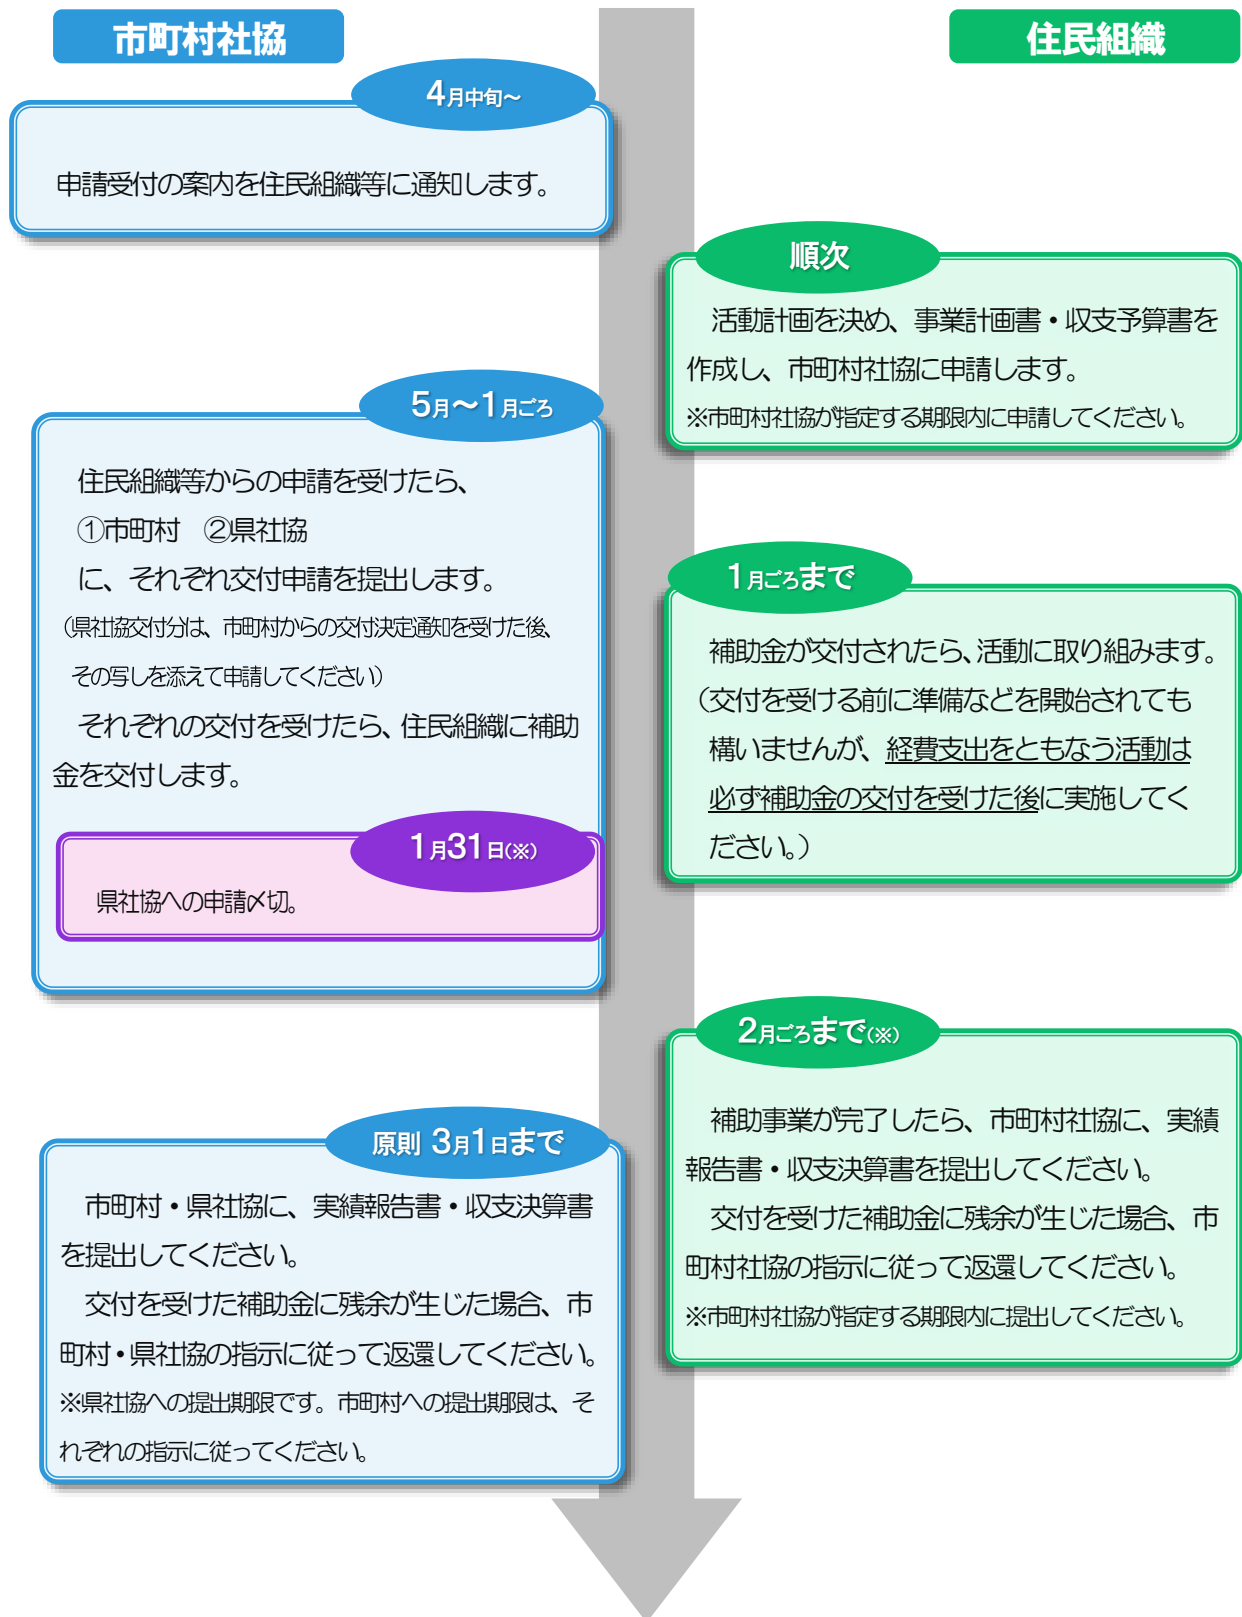 市町村社協
住民組織
4月中旬～
申請受付の案内を住民組織等に通知します。
順次
活動計画を決め、事業計画書・収支予算書を
作成し、市町村社協に申請します。
※市町村社協が指定する期限内に申請してください。
5月～1月ごろ
住民組織等からの申請を受けたら、
①市町村　②県社協
に、それぞれ交付申請を提出します。
（県社協交付分は、市町村からの交付決定通知を受けた後、
その写しを添えて申請してください）
それぞれの交付を受けたら、住民組織に補助
金を交付します。
1月31日(※)
県社協への申請〆切。
1月ごろまで
補助金が交付されたら、活動に取り組みます。
（交付を受ける前に準備などを開始されても
構いませんが、経費支出をともなう活動は
必ず補助金の交付を受けた後に実施してく
ださい。）
2月ごろまで(※)
補助事業が完了したら、市町村社協に、実績
報告書・収支決算書を提出してください。
交付を受けた補助金に残余が生じた場合、市
町村社協の指示に従って返還してください。
※市町村社協が指定する期限内に提出してください。
原則 3月1日まで
市町村・県社協に、実績報告書・収支決算書
を提出してください。
交付を受けた補助金に残余が生じた場合、市
町村・県社協の指示に従って返還してください。
※県社協への提出期限です。市町村への提出期限は、そ
れぞれの指示に従ってください。